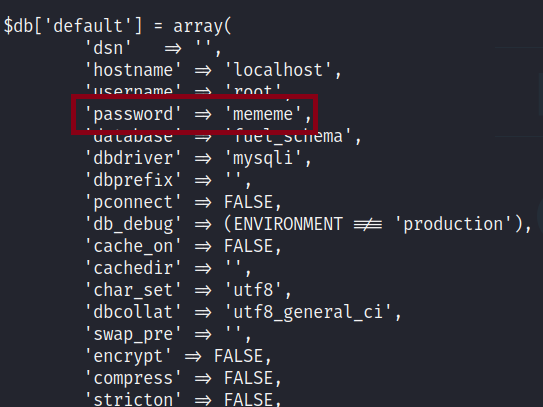 $db['default'] = array(
'dsn' => '',
'hostname' => 'localhost',
'username' => 'root',
'password' => 'mememe',
'database' => 'fuel_schema',
'dbdriver' => 'mysqli',
'dbprefix' => '',
'pconnect' => FALSE,
'db_debug' => (ENVIRONMENT !== 'production'),
'cache_on' => FALSE,
'cachedir' => '',
'char_set' => 'utf8',
'dbcollat' => 'utf8_general_ci',
'swap_pre' => '',
'encrypt' => FALSE,
'compress' => FALSE,
'stricton' => FALSE,